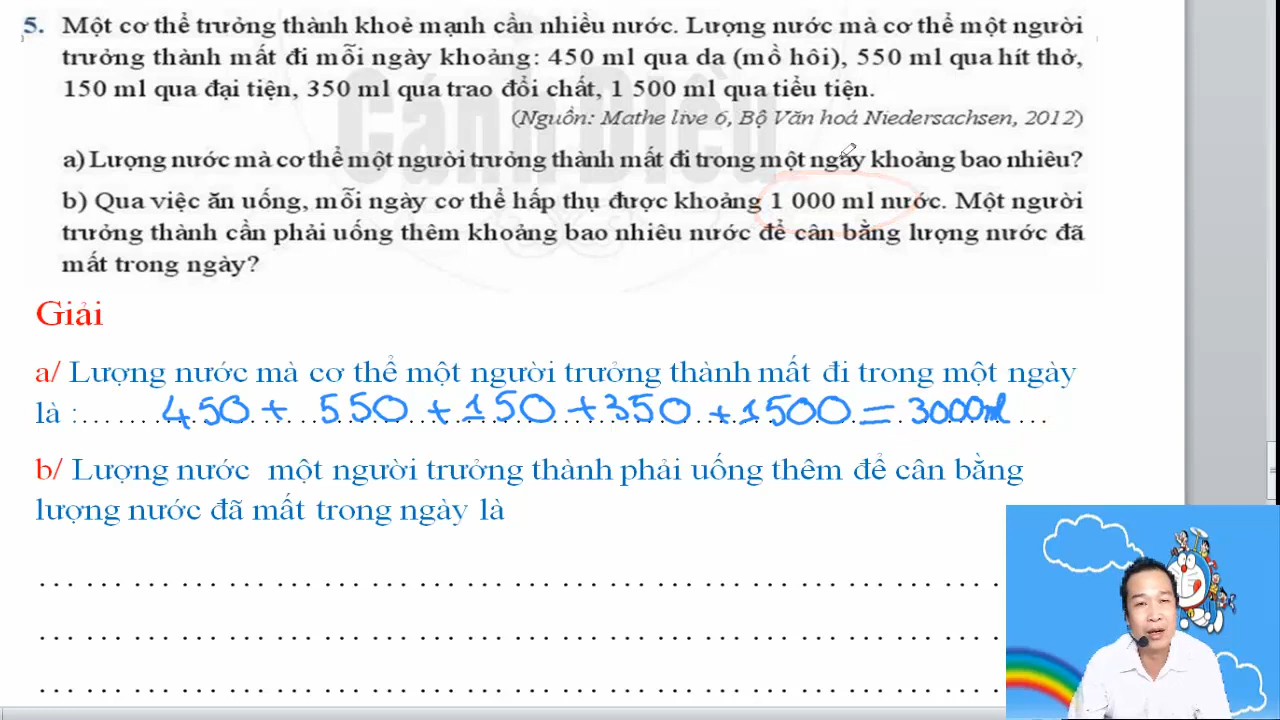 5. Một cơ thể trưởng thành khoẻ mạnh cần nhiều nước. Lượng nước mà cơ thể một người
trưởng thành mất đi mỗi ngày khoảng: 450 ml qua da (mồ hôi), 550 ml qua hít thở,
150 ml qua đại tiện, 350 ml qua trao đổi chất, 1 500 ml qua tiểu tiện.
(Nguồn: Mathe live 6, Bộ Văn hoá Niedersachsen, 2012)
Cánh Diều
a) Lượng nước mà cơ thể một người trưởng thành mất đi trong một ngày khoảng bao nhiêu?
b) Qua việc ăn uống, mỗi ngày cơ thể hấp thụ được khoảng 1 000 ml nước. Một người
trưởng thành cần phải uống thêm khoảng bao nhiêu nước để cân bằng lượng nước đã
mất trong ngày?
Giải
a/ Lượng nước mà cơ thể một người trưởng thành mất đi trong một ngày
là : 450 + 550 + 150 + 350 + 1500 = 3000ml
b/ Lượng nước một người trưởng thành phải uống thêm để cân bằng
lượng nước đã mất trong ngày là